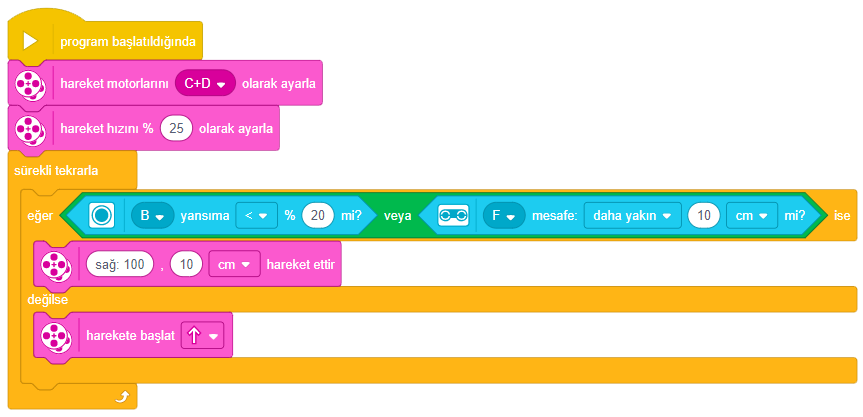 program başlatıldığında
hareket motorlarını C+D olarak ayarla
hareket hızını % 25 olarak ayarla
sürekli tekrarla
eğer B yansıma < % 20 mi? veya F mesafe: daha yakın 10 cm mi? ise
sağ: 100 , 10 cm hareket ettir
değilse
harekete başlat